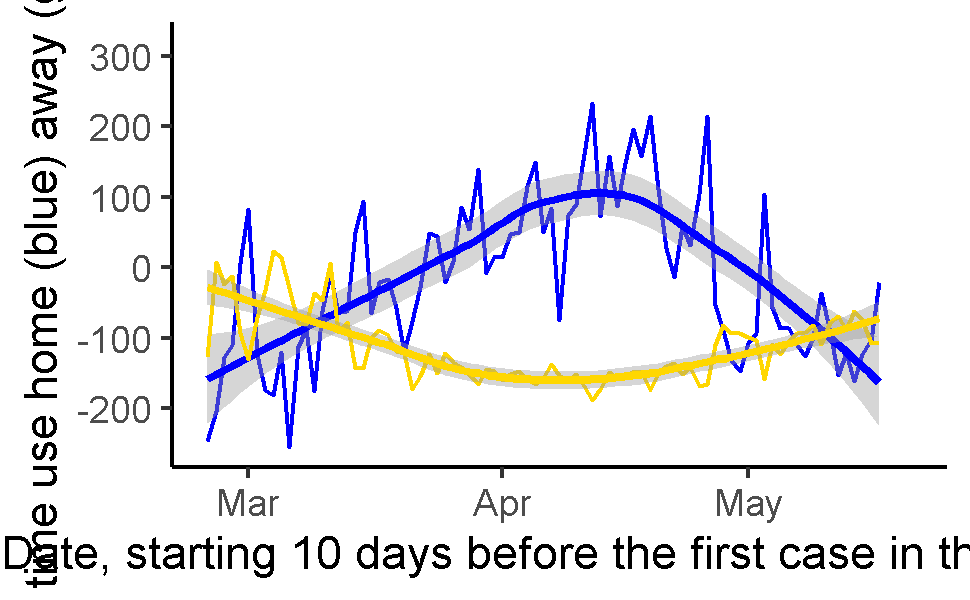 time use home (blue) away (
300
200
100
0
-100
-200
Mar Apr May
Date, starting 10 days before the first case in th